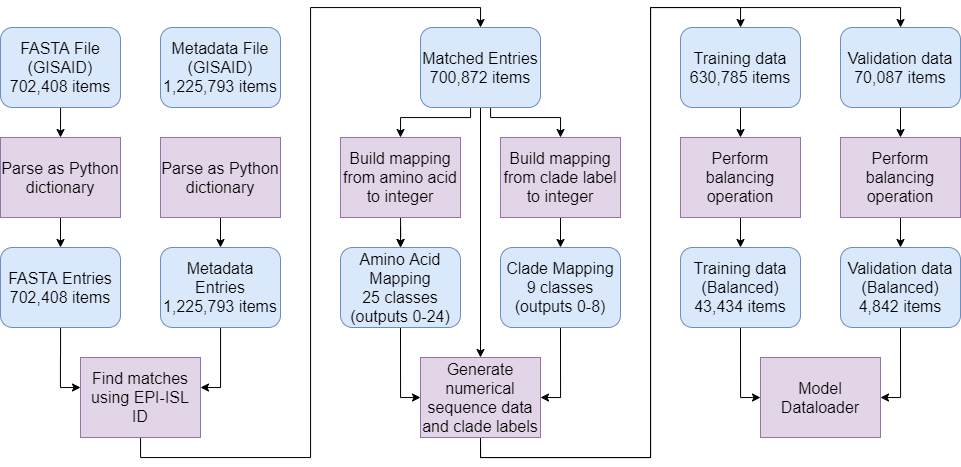 FASTA File
(GISAID)
702,408 items
Parse as Python
dictionary
FASTA Entries
702,408 items
Metadata File
(GISAID)
1,225,793 items
Parse as Python
dictionary
Metadata
Entries
1,225,793 items
Find matches
using EPI-ISL
ID
Matched Entries
700,872 items
Build mapping
from amino acid
to integer
Build mapping
from clade label
to integer
Amino Acid
Mapping
25 classes
(outputs 0-24)
Clade Mapping
9 classes
(outputs 0-8)
Generate
numerical
sequence data
and clade labels
Training data
630,785 items
Perform
balancing
operation
Training data
(Balanced)
43,434 items
Validation data
70,087 items
Perform
balancing
operation
Validation data
(Balanced)
4,842 items
Model
Dataloader